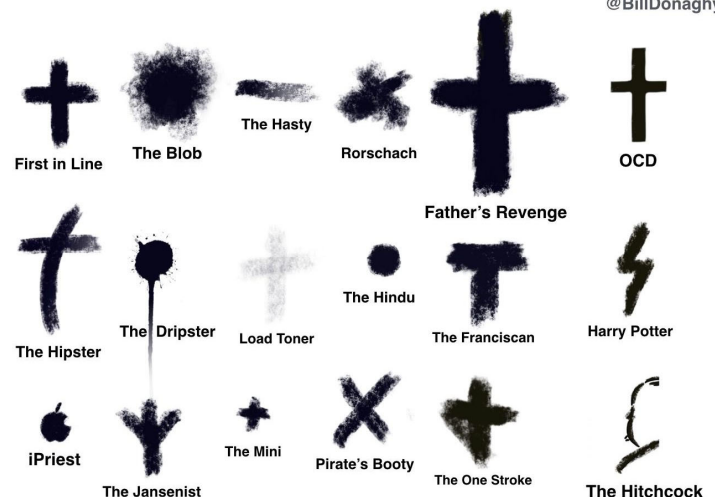 @BillDonaghy
First in Line
The Blob
The Hasty
Rorschach
Father's Revenge
OCD
The Hipster
The Dripster
Load Toner
The Hindu
The Franciscan
Harry Potter
iPriest
The Jansenist
The Mini
Pirate's Booty
The One Stroke
The Hitchcock